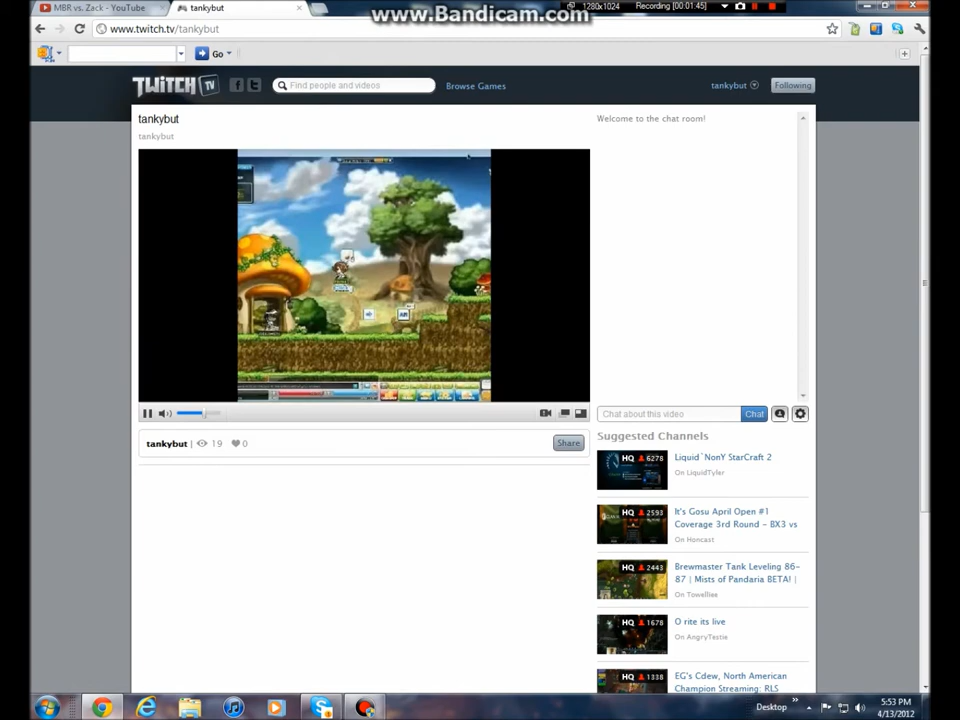 MBR vs. Zack - YouTube
tankybut
www.Bandicam.com
1280x1024
Recording [00:01:45]
www.twitch.tv/tankybut
Go
TWITCH TV
Find people and videos
Browse Games
tankybut
Following
tankybut
tankybut
Welcome to the chat room!
Chat about this video
Chat
tankybut
19
0
Share
Suggested Channels
HQ 6278
Liquid`NonY StarCraft 2
On LiquidTyler
HQ 2593
It's Gosu April Open #1
Coverage 3rd Round - BX3 vs
On Honcast
HQ 2443
Brewmaster Tank Leveling 86-
87 | Mists of Pandaria BETA! |
On Towelliee
HQ 1678
O rite its live
On AngryTestie
HQ 1338
EG's Cdew, North American
Champion Streaming: RLS
Desktop
5:53 PM
4/13/2012